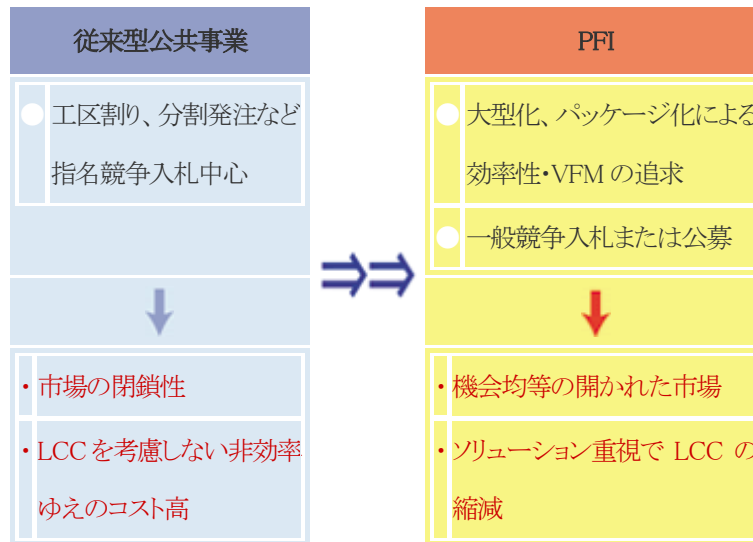 従来型公共事業
● 工区割り、分割発注など
指名競争入札中心
・市場の閉鎖性
・LCCを考慮しない非効率
ゆえのコスト高
PFI
● 大型化、パッケージ化による
効率性・VFMの追求
● 一般競争入札または公募
・機会均等の開かれた市場
・ソリューション重視で LCC の
縮減